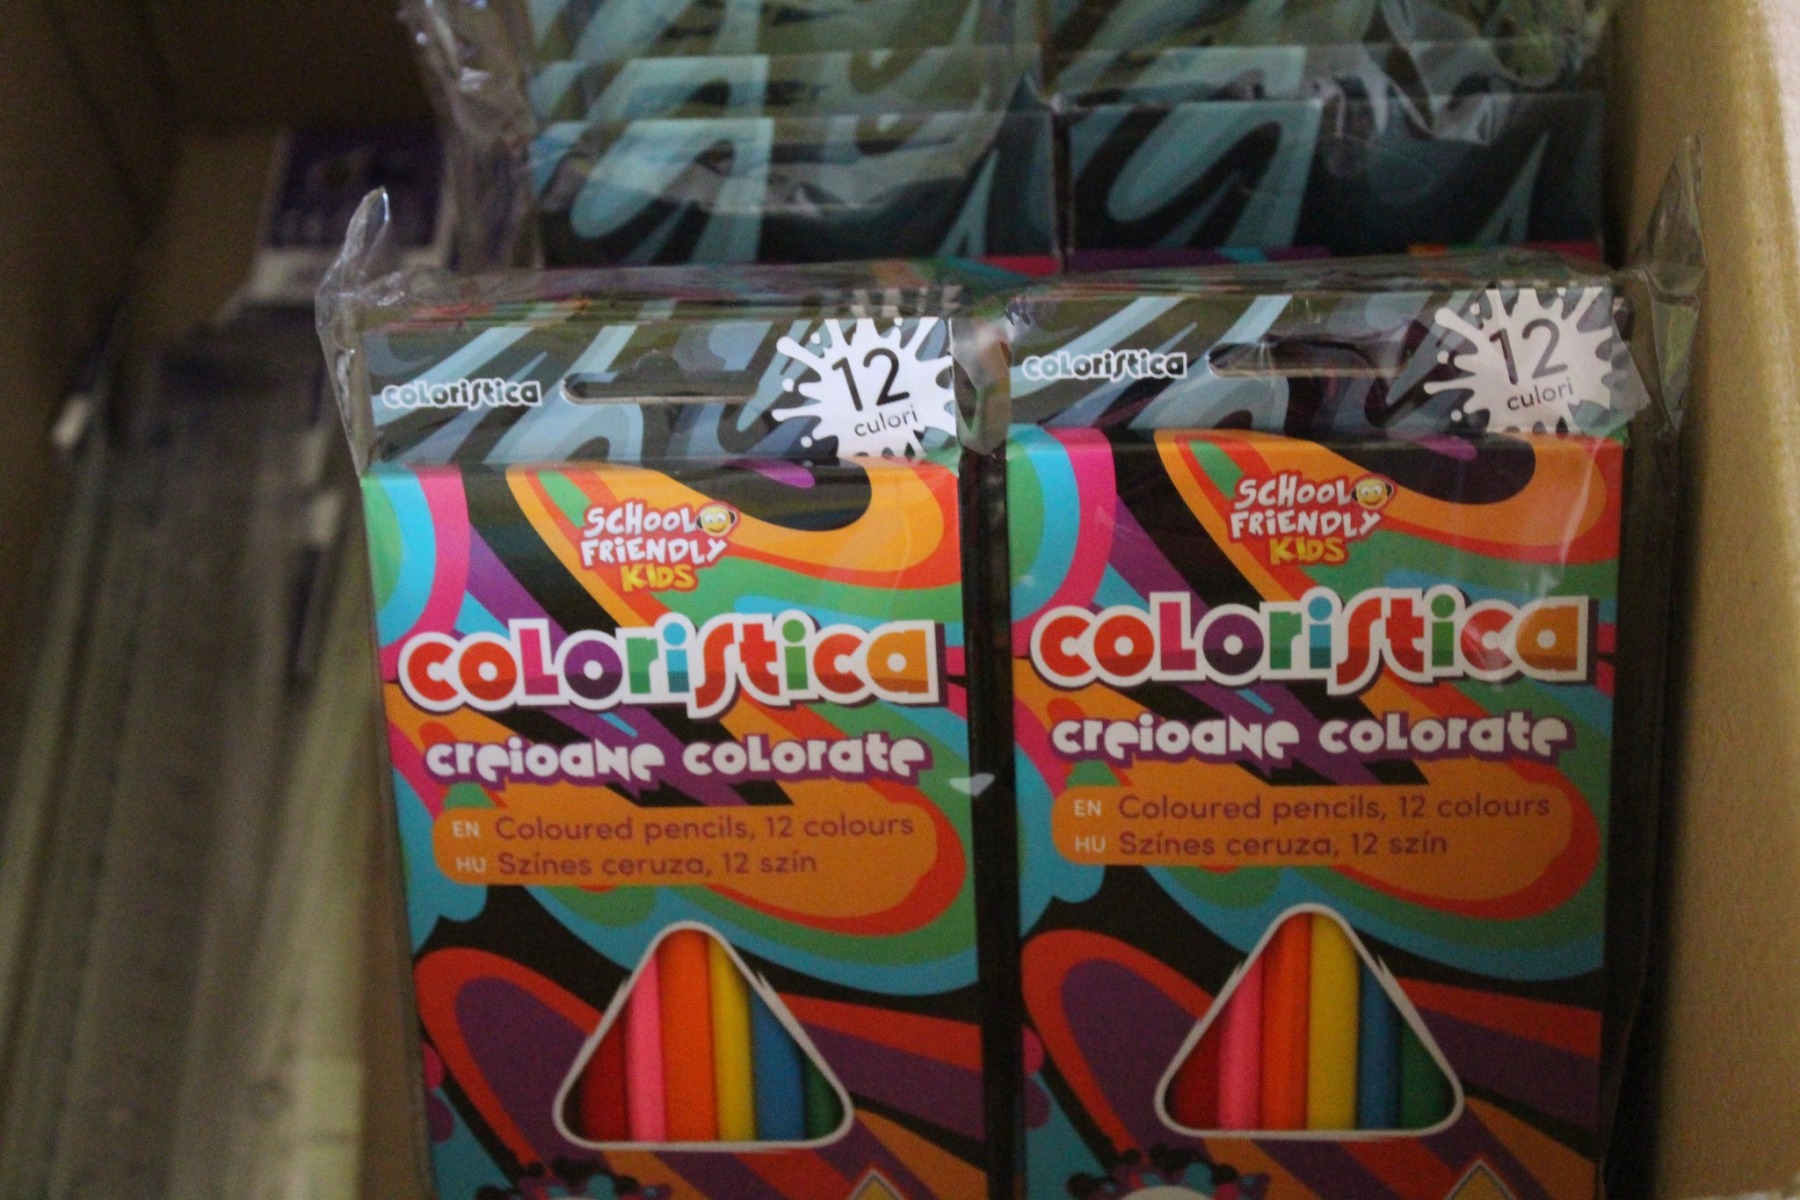 coloristica
12
culori
SCHOOL
FRIENDLY
KIDS
coloristica
creioane colorate
EN Coloured pencils, 12 colours
HU Színes ceruza, 12 szín
coloristica
12
culori
SCHOOL
FRIENDLY
KIDS
coloristica
creioane colorate
EN Coloured pencils, 12 colours
HU Színes ceruza, 12 szín